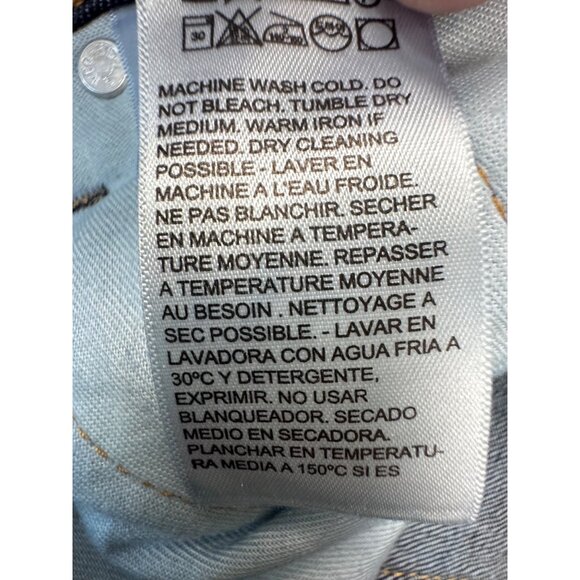 30
MACHINE WASH COLD. DO
NOT BLEACH. TUMBLE DRY
MEDIUM. WARM IRON IF
NEEDED. DRY CLEANING
POSSIBLE - LAVER EN
MACHINE A L'EAU FROIDE.
NE PAS BLANCHIR. SECHER
EN MACHINE A TEMPERA-
TURE MOYENNE. REPASSER
A TEMPERATURE MOYENNE
AU BESOIN . NETTOYAGE A
SEC POSSIBLE. - LAVAR EN
LAVADORA CON AGUA FRIA A
30ºC Y DETERGENTE,
EXPRIMIR. NO USAR
BLANQUEADOR. SECADO
MEDIO EN SECADORA.
PLANCHAR EN TEMPERATU-
RA MEDIA A 150ºC SI ES